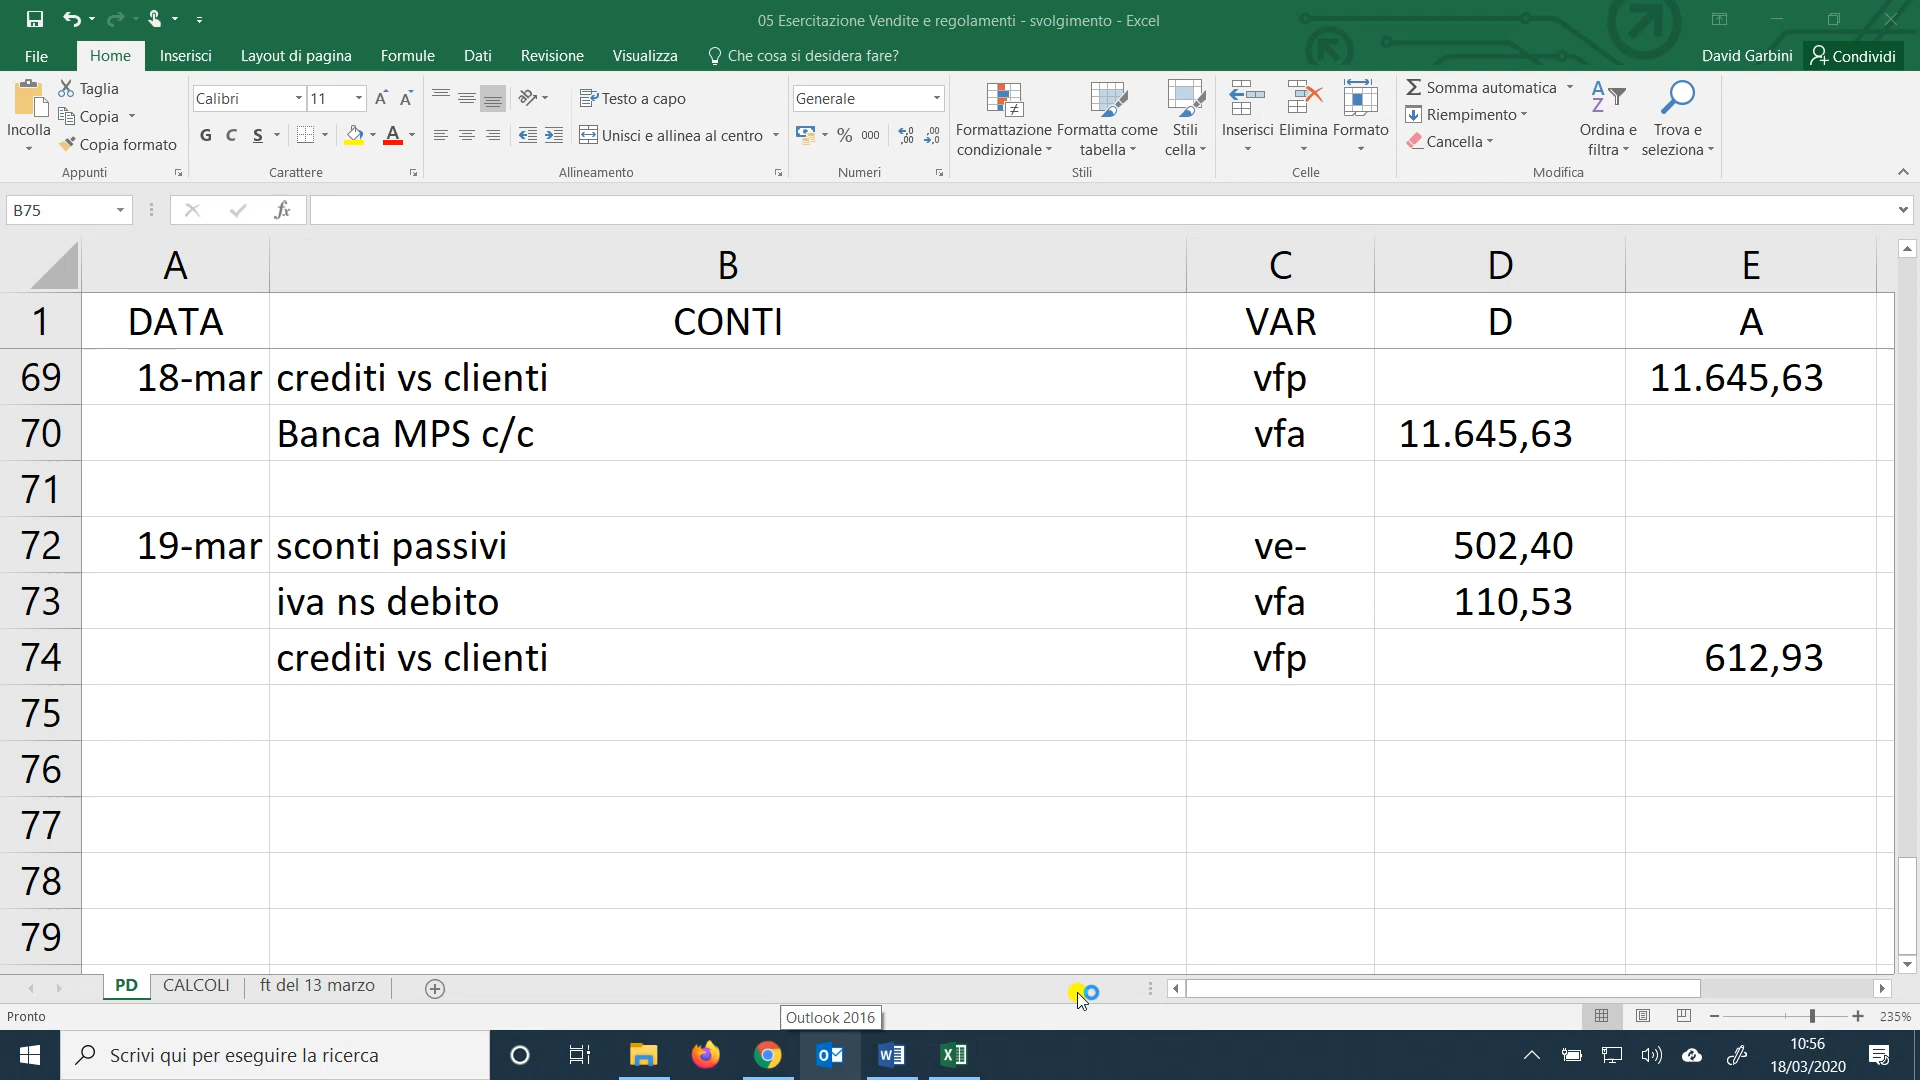 05 Esercitazione Vendite e regolamenti - svolgimento - Excel
File Home Inserisci Layout di pagina Formule Dati Revisione Visualizza Che cosa si desidera fare? David Garbini Condividi
Incolla Taglia Copia Copia formato
Appunti
Calibri 11
G C S A
Carattere
Testo a capo
Unisci e allinea al centro
Allineamento
Generale
% 000
Numeri
Formattazione condizionale Formatta come tabella Stili cella
Stili
Inserisci Elimina Formato
Celle
Somma automatica
Riempimento
Cancella
Ordina e filtra Trova e seleziona
Modifica
B75 fx
A B C D E
1 DATA CONTI VAR D A
69 18-mar crediti vs clienti vfp 11.645,63
70 Banca MPS c/c vfa 11.645,63
71
72 19-mar sconti passivi ve- 502,40
73 iva ns debito vfa 110,53
74 crediti vs clienti vfp 612,93
75
76
77
78
79
PD CALCOLI ft del 13 marzo
Pronto Outlook 2016 235%
Scrivi qui per eseguire la ricerca
10:56
18/03/2020